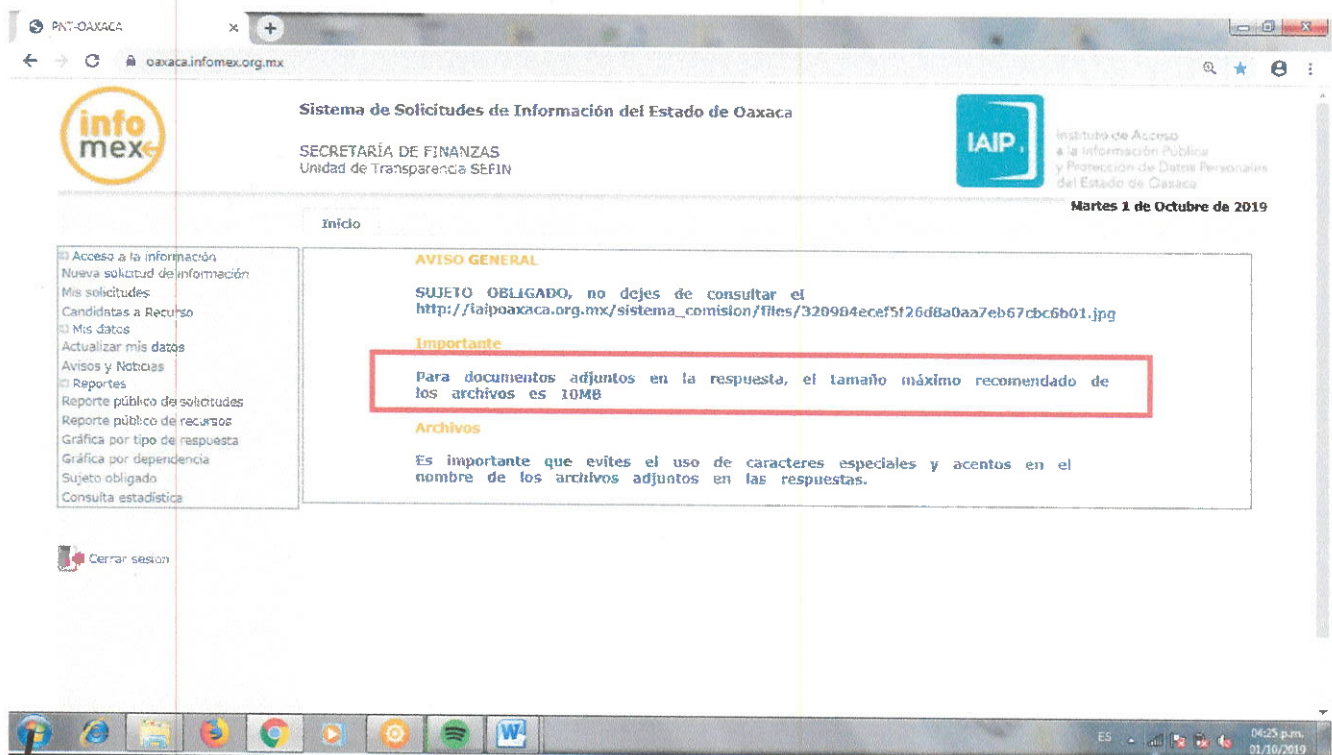 PNT-OAXACA
oaxaca.infomex.org.mx
info
mex
Sistema de Solicitudes de Información del Estado de Oaxaca
SECRETARÍA DE FINANZAS
Unidad de Transparencia SEFIN
IAIP.
Instituto de Acceso
a la Información Pública
y Protección de Datos Personales
del Estado de Oaxaca
Martes 1 de Octubre de 2019
Inicio
Acceso a la información
Nueva solicitud de información
Mis solicitudes
Candidatas a Recurso
Mis datos
Actualizar mis datos
Avisos y Noticias
Reportes
Reporte público de solicitudes
Reporte público de recursos
Gráfica por tipo de respuesta
Gráfica por dependencia
Sujeto obligado
Consulta estadística
Cerrar sesion
AVISO GENERAL
SUJETO OBLIGADO, no dejes de consultar el
http://iaipoaxaca.org.mx/sistema_comision/files/320984ecef5f26d8a0aa7eb67cbc6b01.jpg
Importante
Para documentos adjuntos en la respuesta, el tamaño máximo recomendado de
los archivos es 10MB
Archivos
Es importante que evites el uso de caracteres especiales y acentos en el
nombre de los archivos adjuntos en las respuestas.
W
ES
04:25 p.m.
01/10/2019